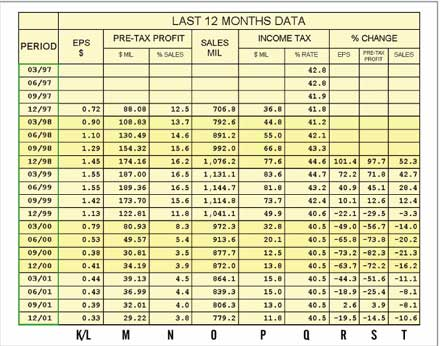 LAST 12 MONTHS DATA
PERIOD EPS $ PRE-TAX PROFIT SALES MIL INCOME TAX % CHANGE
$ MIL % SALES $ MIL % RATE EPS PRE-TAX PROFIT SALES
03/97 42.8
06/97 42.8
09/97 41.9
12/97 0.72 88.08 12.5 706.8 36.8 41.8
03/98 0.90 108.83 13.7 792.6 44.8 41.2
06/98 1.10 130.49 14.6 891.2 55.0 42.1
09/98 1.29 154.32 15.6 992.0 66.8 43.3
12/98 1.45 174.16 16.2 1,076.2 77.6 44.6 101.4 97.7 52.3
03/99 1.55 187.00 16.5 1,131.1 83.6 44.7 72.2 71.8 42.7
06/99 1.55 189.36 16.5 1,144.7 81.8 43.2 40.9 45.1 28.4
09/99 1.42 173.70 15.6 1,114.8 73.7 42.4 10.1 12.6 12.4
12/99 1.13 122.81 11.8 1,041.1 49.9 40.6 -22.1 -29.5 -3.3
03/00 0.79 80.93 8.3 972.3 32.8 40.5 -49.0 -56.7 -14.0
06/00 0.53 49.57 5.4 913.6 20.1 40.5 -65.8 -73.8 -20.2
09/00 0.38 30.81 3.5 877.7 12.5 40.5 -73.2 -82.3 -21.3
12/00 0.41 34.19 3.9 872.0 13.8 40.5 -63.7 -72.2 -16.2
03/01 0.44 39.13 4.5 864.1 15.8 40.5 -44.3 -51.6 -11.1
06/01 0.43 36.99 4.4 839.3 15.0 40.5 -18.9 -25.4 -8.1
09/01 0.39 32.01 4.0 806.3 13.0 40.5 2.6 3.9 -8.1
12/01 0.33 29.22 3.8 779.2 11.8 40.5 -19.5 -14.5 -10.6
K/L M N O P Q R S T